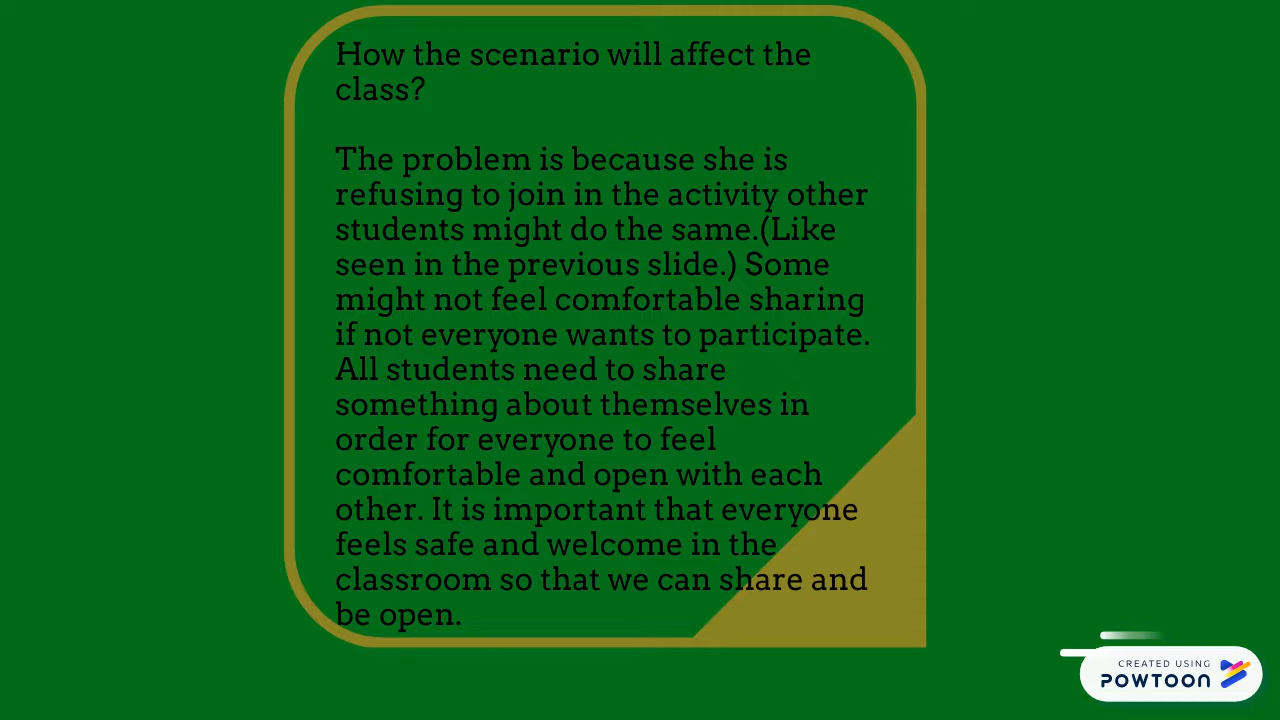 How the scenario will affect the
class?
The problem is because she is
refusing to join in the activity other
students might do the same.(Like
seen in the previous slide.) Some
might not feel comfortable sharing
if not everyone wants to participate.
All students need to share
something about themselves in
order for everyone to feel
comfortable and open with each
other. It is important that everyone
feels safe and welcome in the
classroom so that we can share and
be open.
CREATED USING
POWTOON